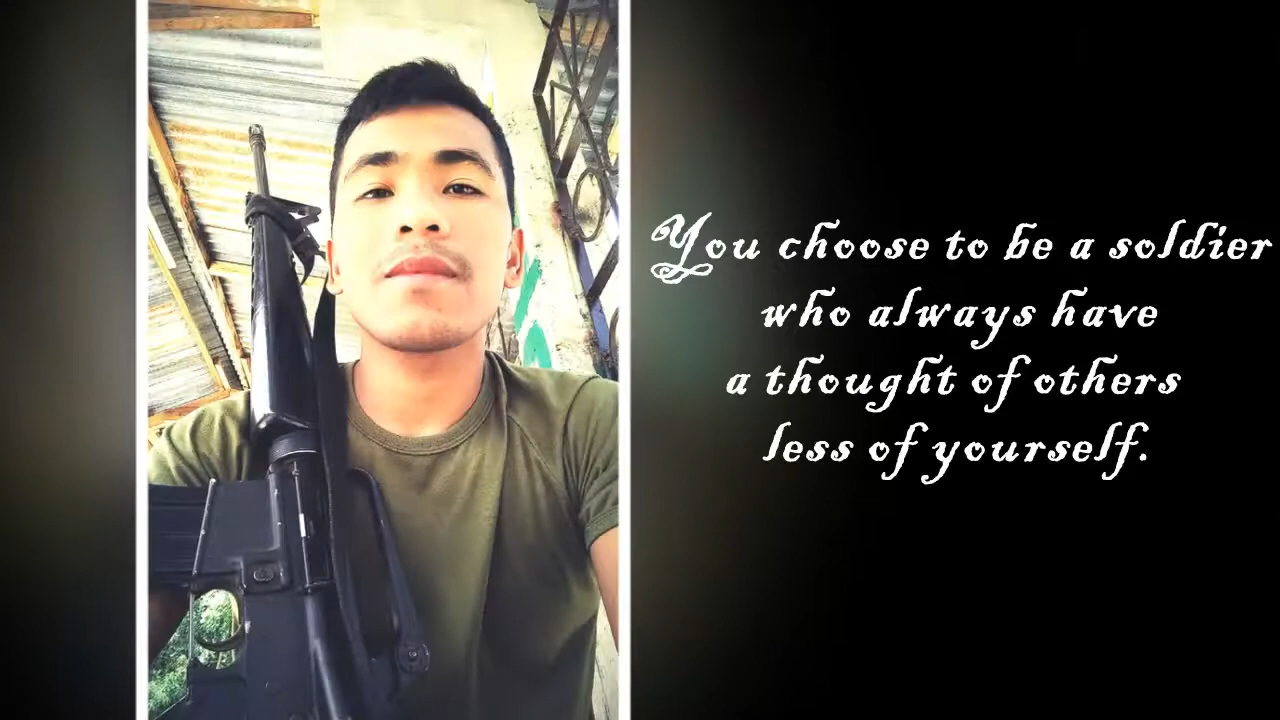 You choose to be a soldier
who always have
a thought of others
less of yourself.